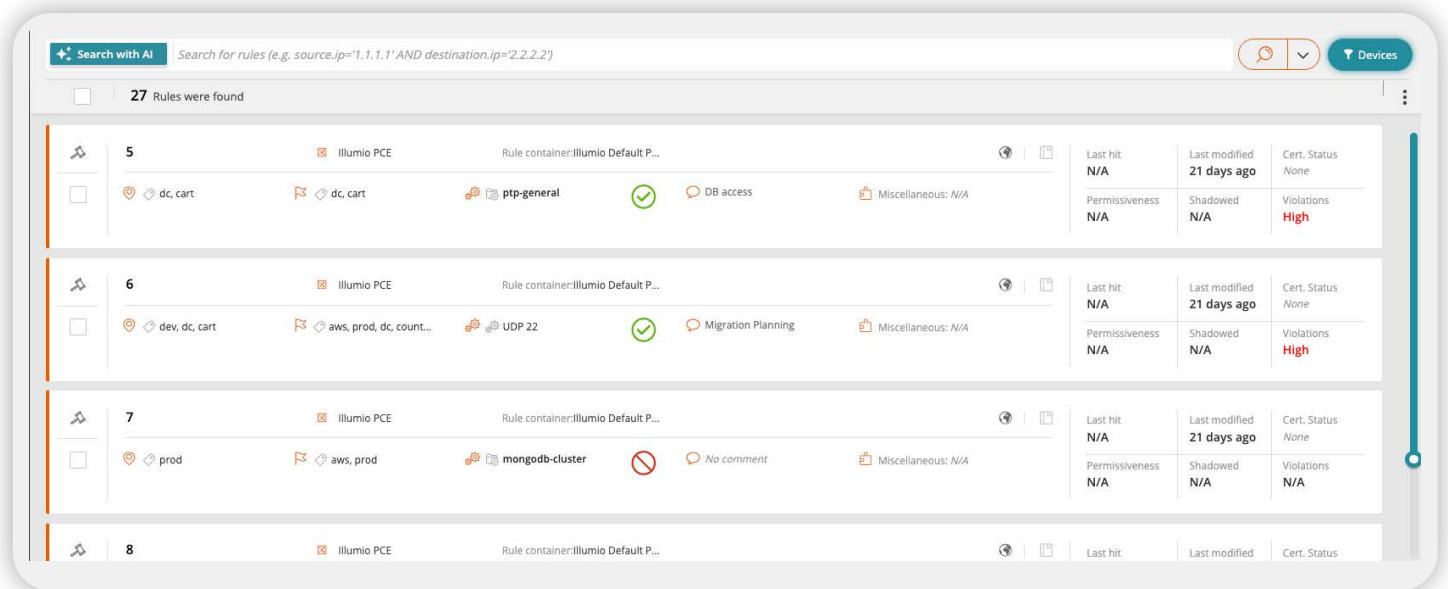 Search with AI Search for rules (e.g. source.ip='1.1.1.1' AND destination.ip='2.2.2.2') Devices
27 Rules were found
5 Illumio PCE Rule container:Illumio Default P... Last hit Last modified Cert. Status
N/A 21 days ago None
dc, cart dc, cart ptp-general DB access Miscellaneous: N/A
Permissiveness Shadowed Violations
N/A N/A High
6 Illumio PCE Rule container:Illumio Default P... Last hit Last modified Cert. Status
N/A 21 days ago None
dev, dc, cart aws, prod, dc, count... UDP 22 Migration Planning Miscellaneous: N/A
Permissiveness Shadowed Violations
N/A N/A High
7 Illumio PCE Rule container:Illumio Default P... Last hit Last modified Cert. Status
N/A 21 days ago None
prod aws, prod mongodb-cluster No comment Miscellaneous: N/A
Permissiveness Shadowed Violations
N/A N/A N/A
8 Illumio PCE Rule container:Illumio Default P... Last hit Last modified Cert. Status